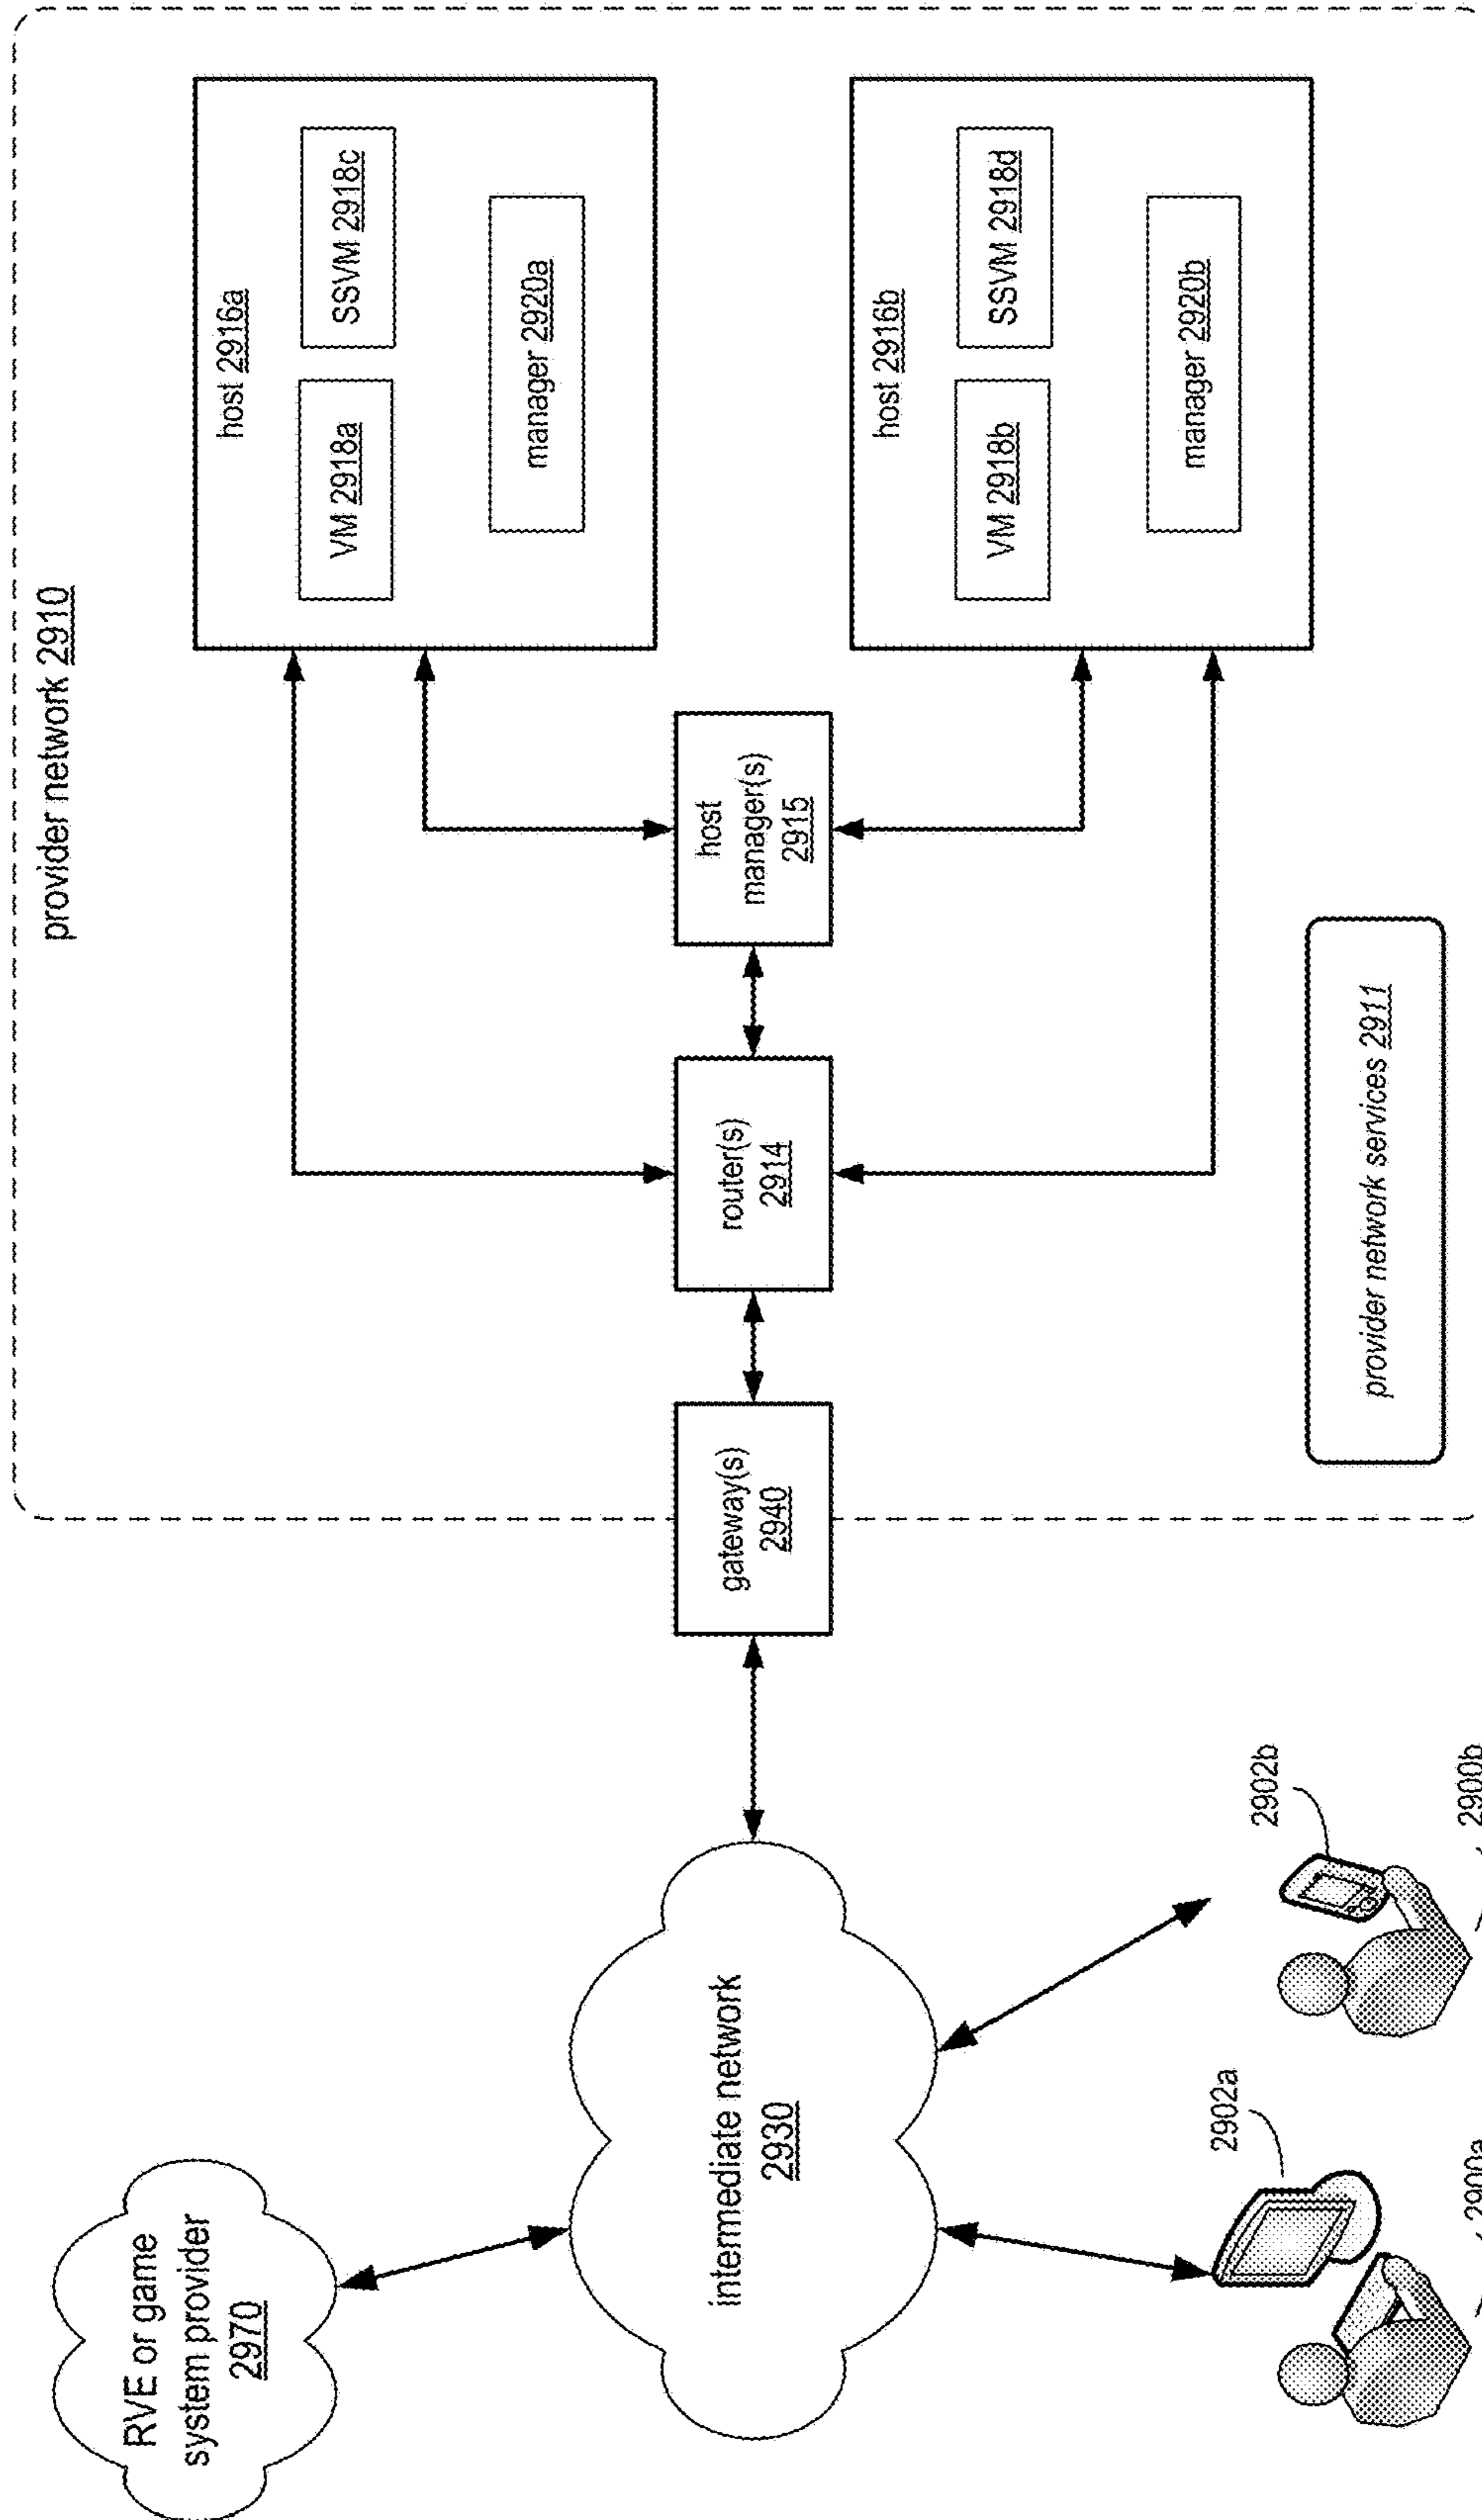 provider network 2910
host 2916a
VM 2918a
SSVM 2918c
manager 2920a
RVE or game
system provider
2970
intermediate network
2930
gateway(s)
2940
router(s)
2914
host
manager(s)
2915
host 2916b
VM 2918b
SSVM 2918d
manager 2920b
provider network services 2911
2902a
2902b
2900a
2900b